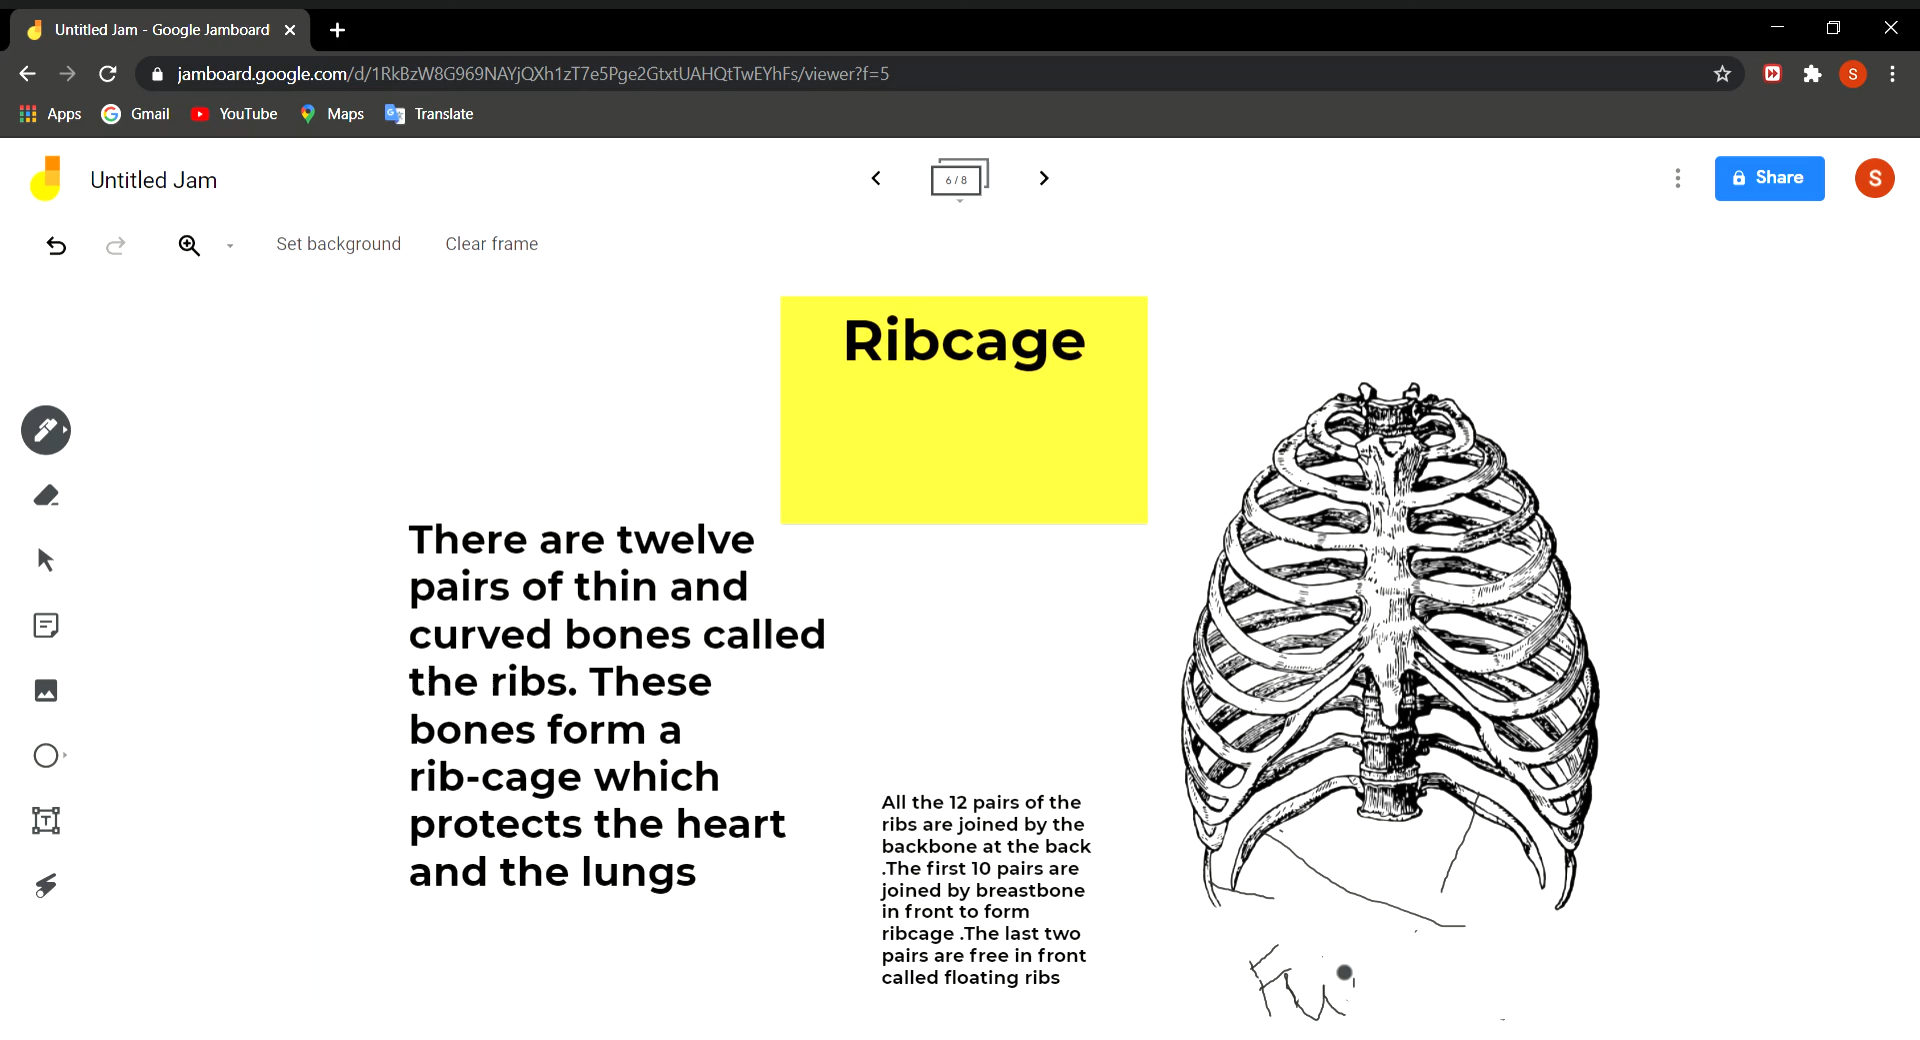 Untitled Jam - Google Jamboard
jamboard.google.com/d/1RkBzW8G969NAYjQXh1zT7e5Pge2GtxtUAHQtTwEYhFs/viewer?f=5
S
Apps
Gmail
YouTube
Maps
Translate
Untitled Jam
6 / 8
Share
S
Set background
Clear frame
Ribcage
There are twelve
pairs of thin and
curved bones called
the ribs. These
bones form a
rib-cage which
protects the heart
and the lungs
All the 12 pairs of the
ribs are joined by the
backbone at the back
.The first 10 pairs are
joined by breastbone
in front to form
ribcage .The last two
pairs are free in front
called floating ribs